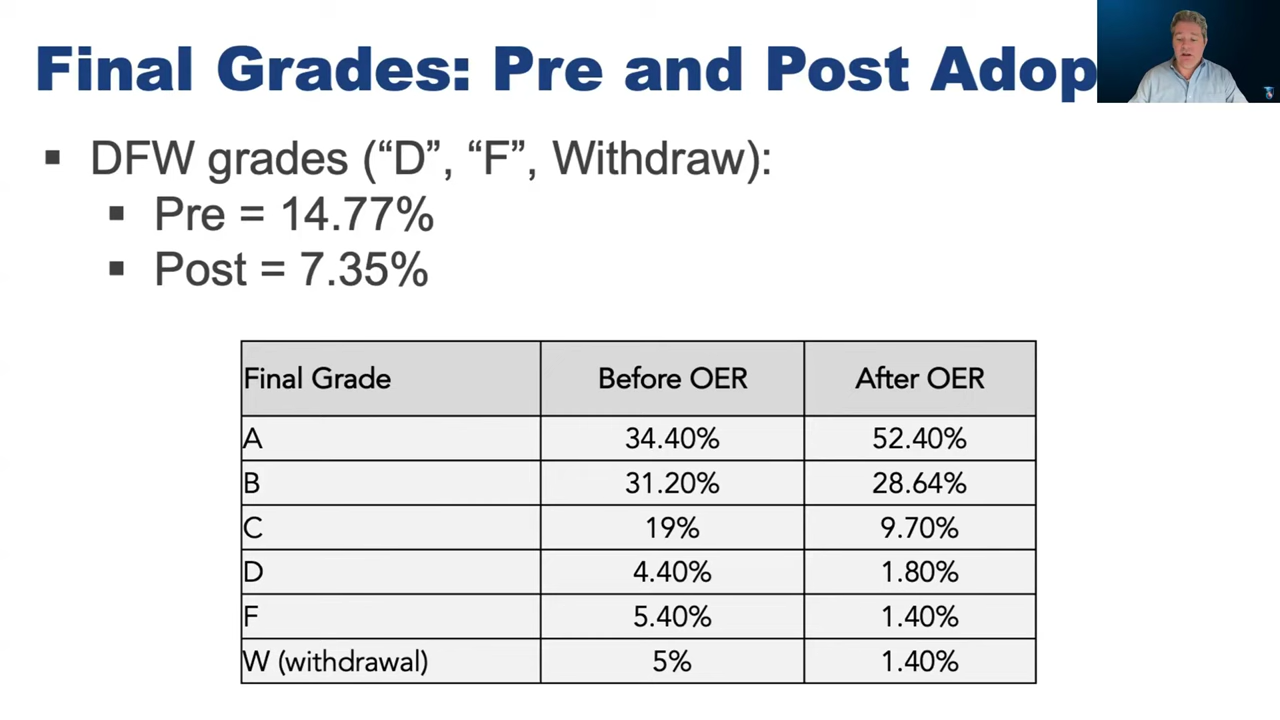 Final Grades: Pre and Post Adop
▪ DFW grades (“D”, “F”, Withdraw):
▪ Pre = 14.77%
▪ Post = 7.35%
Final Grade Before OER After OER
A 34.40% 52.40%
B 31.20% 28.64%
C 19% 9.70%
D 4.40% 1.80%
F 5.40% 1.40%
W (withdrawal) 5% 1.40%